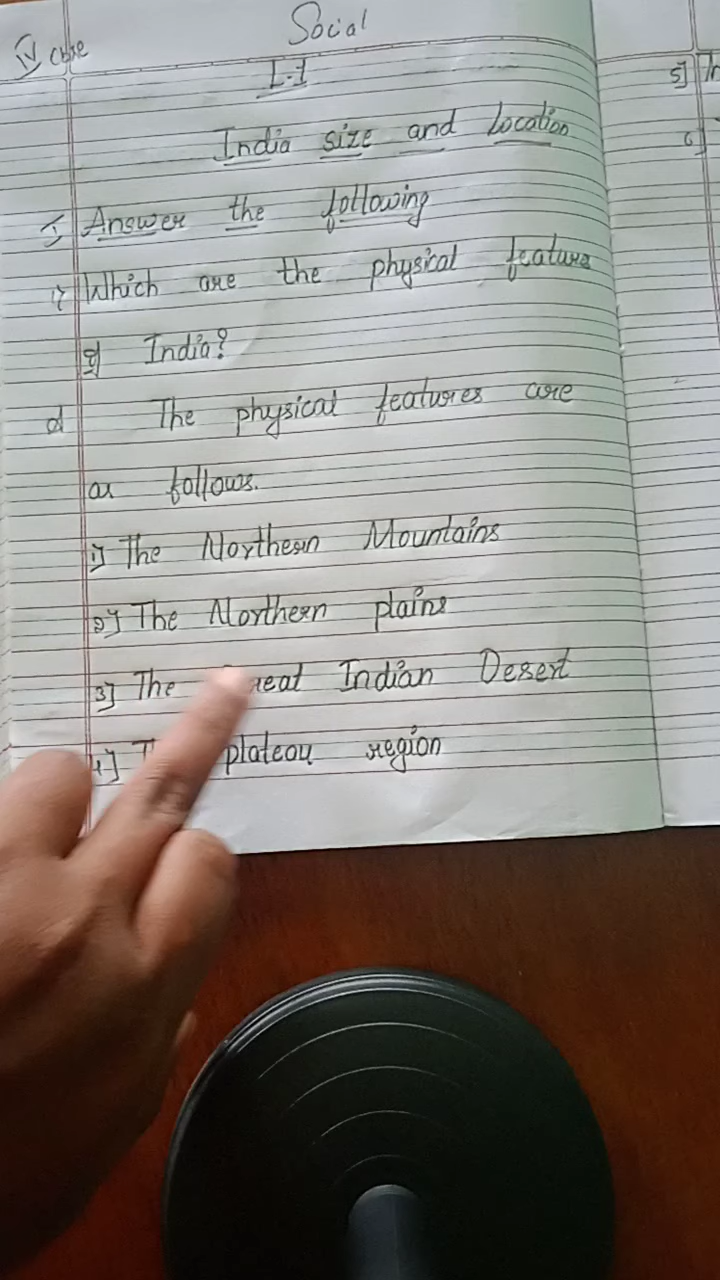 Social
IV cbse
L-1
India size and Location
I Answer the following
1) Which are the physical features
of India?
The physical features are
as follows.
1] The Northern Mountains
2] The Northern plains
3] The Great Indian Desert
4] The plateau region
5]
6]